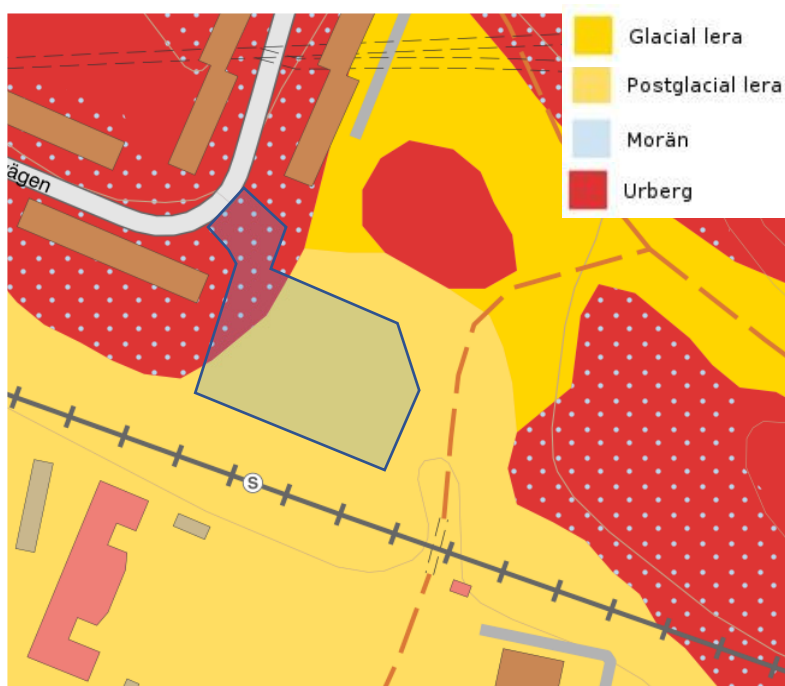 Glacial lera
Postglacial lera
Morän
Urberg
ägen
S